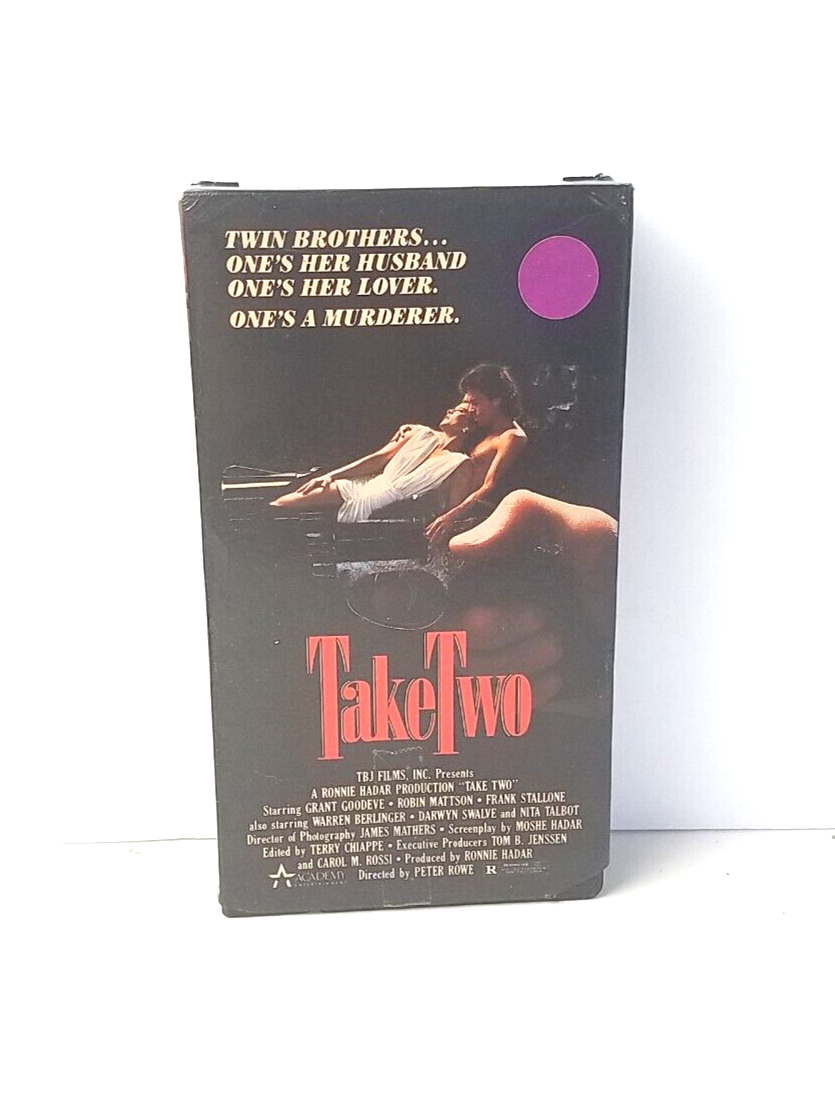 TWIN BROTHERS...
ONE'S HER HUSBAND
ONE'S HER LOVER.
ONE'S A MURDERER.
TakeTwo
TBJ FILMS, INC. Presents
A RONNIE HADAR PRODUCTION "TAKE TWO"
Starring GRANT GOODEVE • ROBIN MATTSON • FRANK STALLONE
also starring WARREN BERLINGER • DARWYN SWALVE and NITA TALBOT
Director of Photography JAMES MATHERS • Screenplay by MOSHE HADAR
Edited by TERRY CHIAPPE • Executive Producers TOM B. JENSSEN
and CAROL M. ROSSI • Produced by RONNIE HADAR
Directed by PETER ROWE R
ACADEMY
ENTERTAINMENT